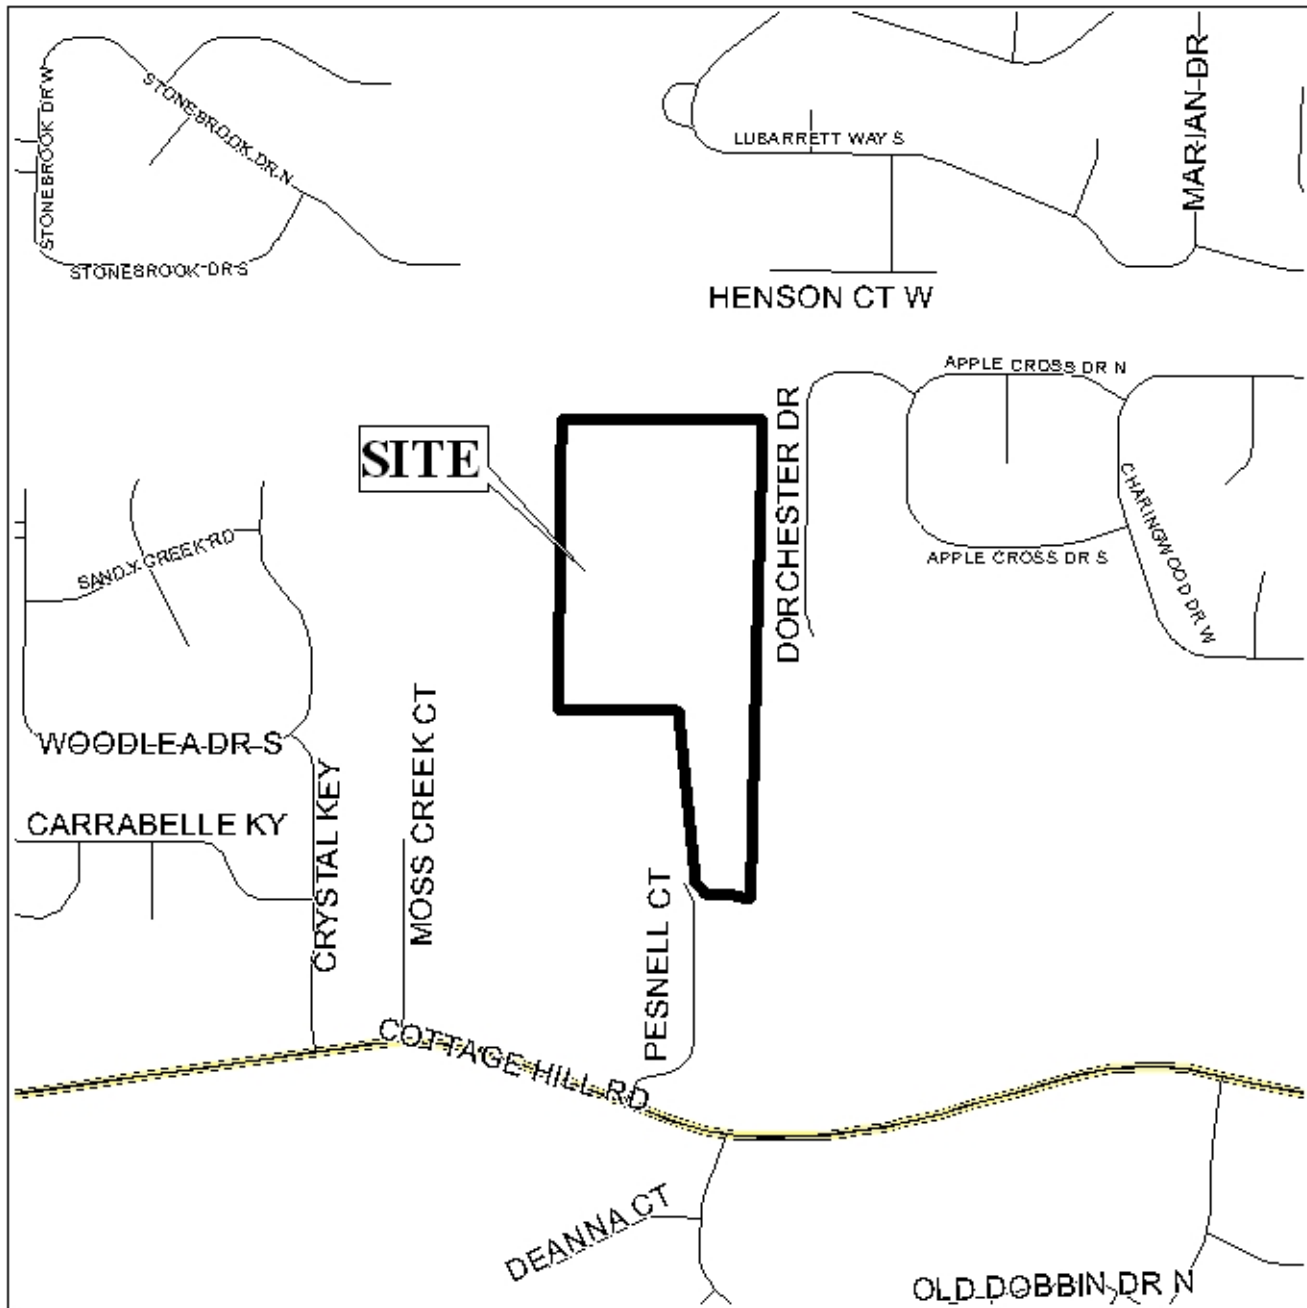 STONEBROOK DR W
STONEBROOK DR N
STONEBROOK DR S
LUBARRETT WAY S
MARIAN DR
HENSON CT W
APPLE CROSS DR N
DORCHESTER DR
SITE
CHARINGWOOD DR W
SANDY CREEK RD
APPLE CROSS DR S
WOODLEA DR S
MOSS CREEK CT
CARRABELLE KY
CRYSTAL KEY
PESNELL CT
COTTAGE HILL RD
DEANNA CT
OLD DOBBIN DR N